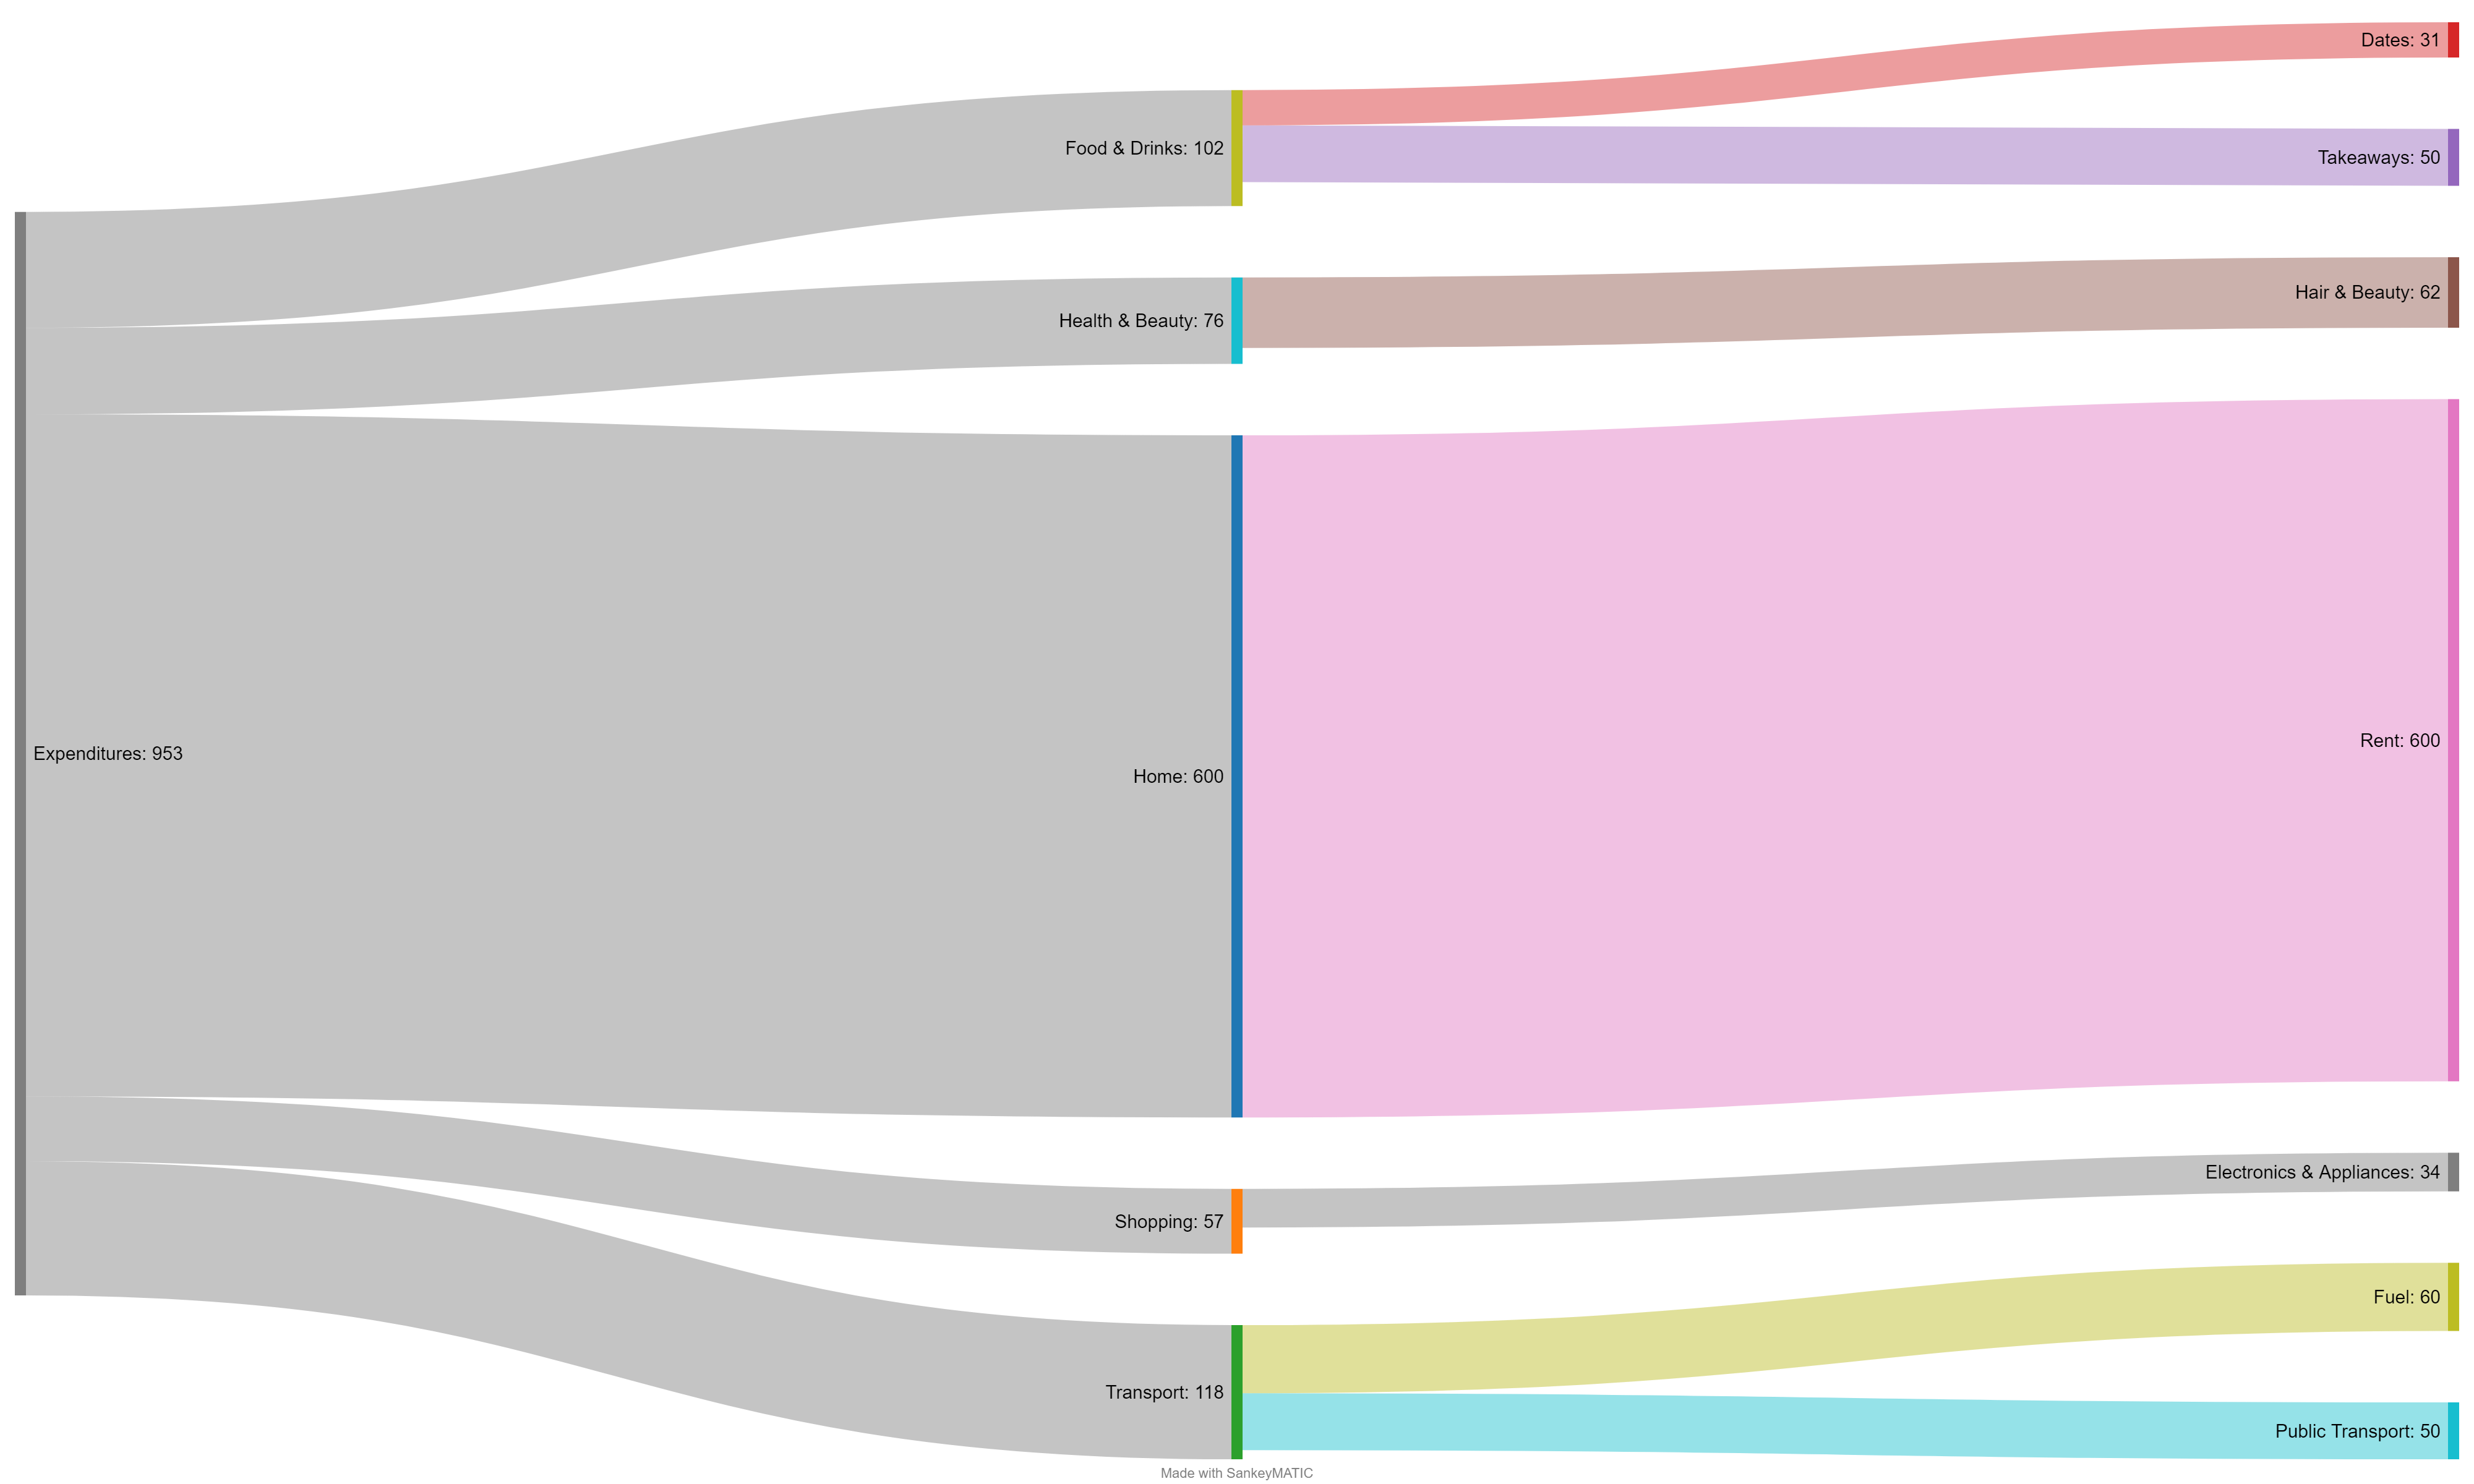 Dates: 31
Food & Drinks: 102
Takeaways: 50
Hair & Beauty: 62
Health & Beauty: 76
Rent: 600
Expenditures: 953
Home: 600
Electronics & Appliances: 34
Shopping: 57
Fuel: 60
Transport: 118
Public Transport: 50
Made with SankeyMATIC